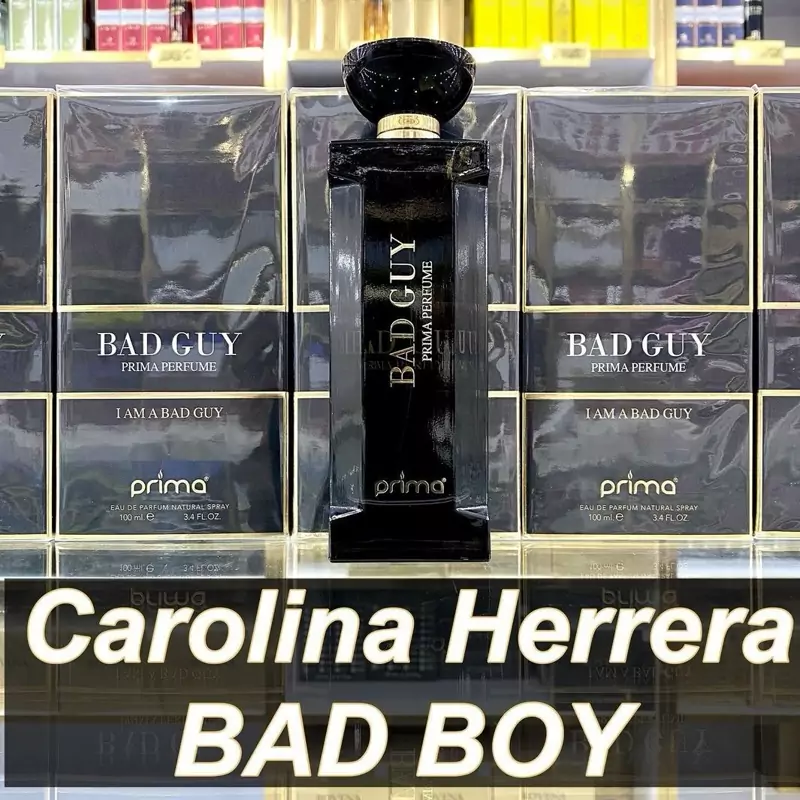 BAD GUY
PRIMA PERFUME
I AM A BAD GUY
prima
EAU DE PARFUM NATURAL SPRAY
100 ml. e 3.4 FL.OZ.
BAD GUY
PRIMA PERFUME
prima
BAD GUY
PRIMA PERFUME
I AM A BAD GUY
prima
EAU DE PARFUM NATURAL SPRAY
100 ml. e 3.4 FL.OZ.
Carolina Herrera
BAD BOY